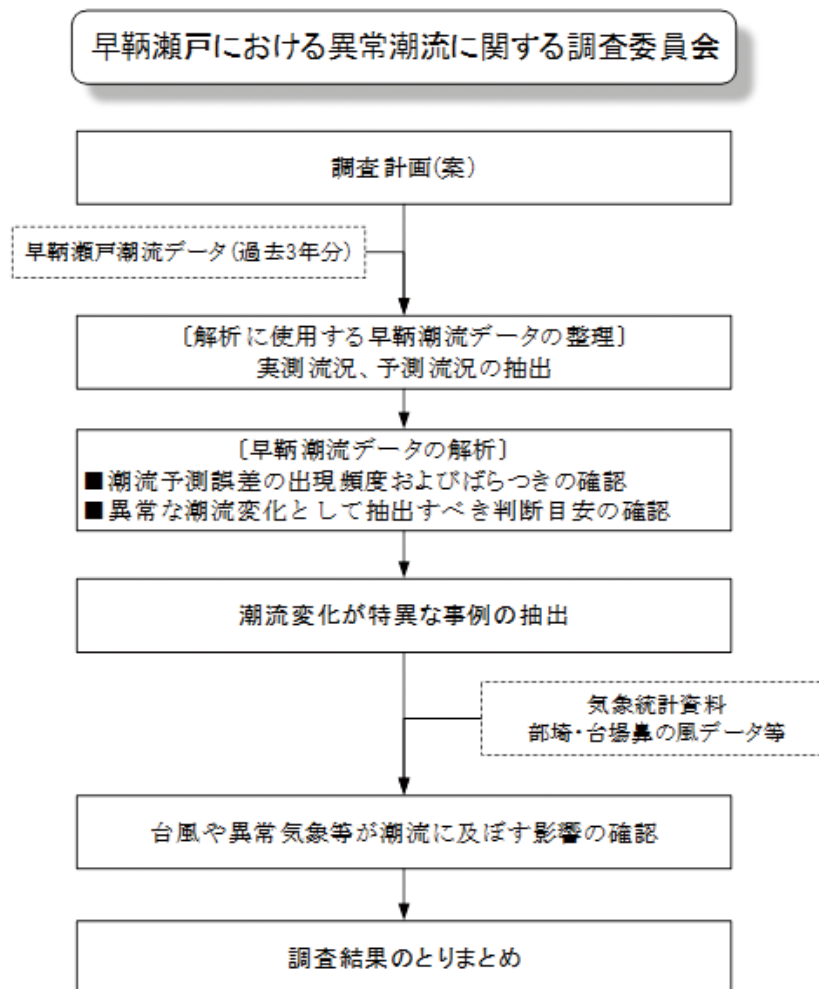 早鞆瀬戸における異常潮流に関する調査委員会
調査計画(案)
早鞆瀬戸潮流データ(過去3年分)
〔解析に使用する早鞆潮流データの整理〕
実測流況、予測流況の抽出
〔早鞆潮流データの解析〕
■潮流予測誤差の出現頻度およびばらつきの確認
■異常な潮流変化として抽出すべき判断目安の確認
潮流変化が特異な事例の抽出
気象統計資料
部埼・台場鼻の風データ等
台風や異常気象等が潮流に及ぼす影響の確認
調査結果のとりまとめ